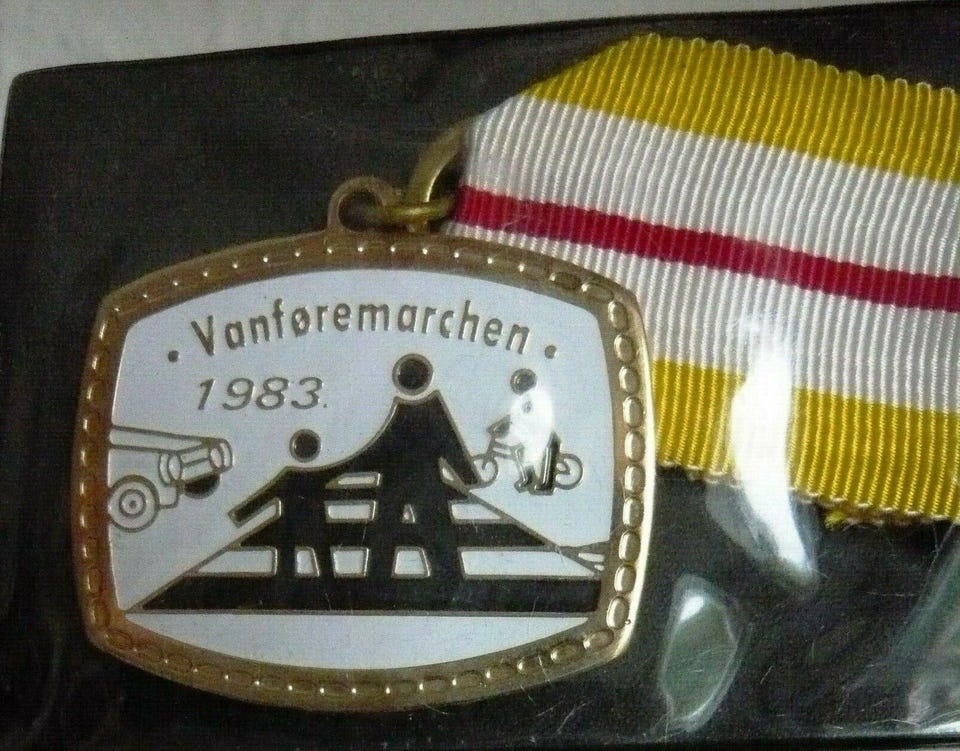 · Vanføremarchen ·
1983.